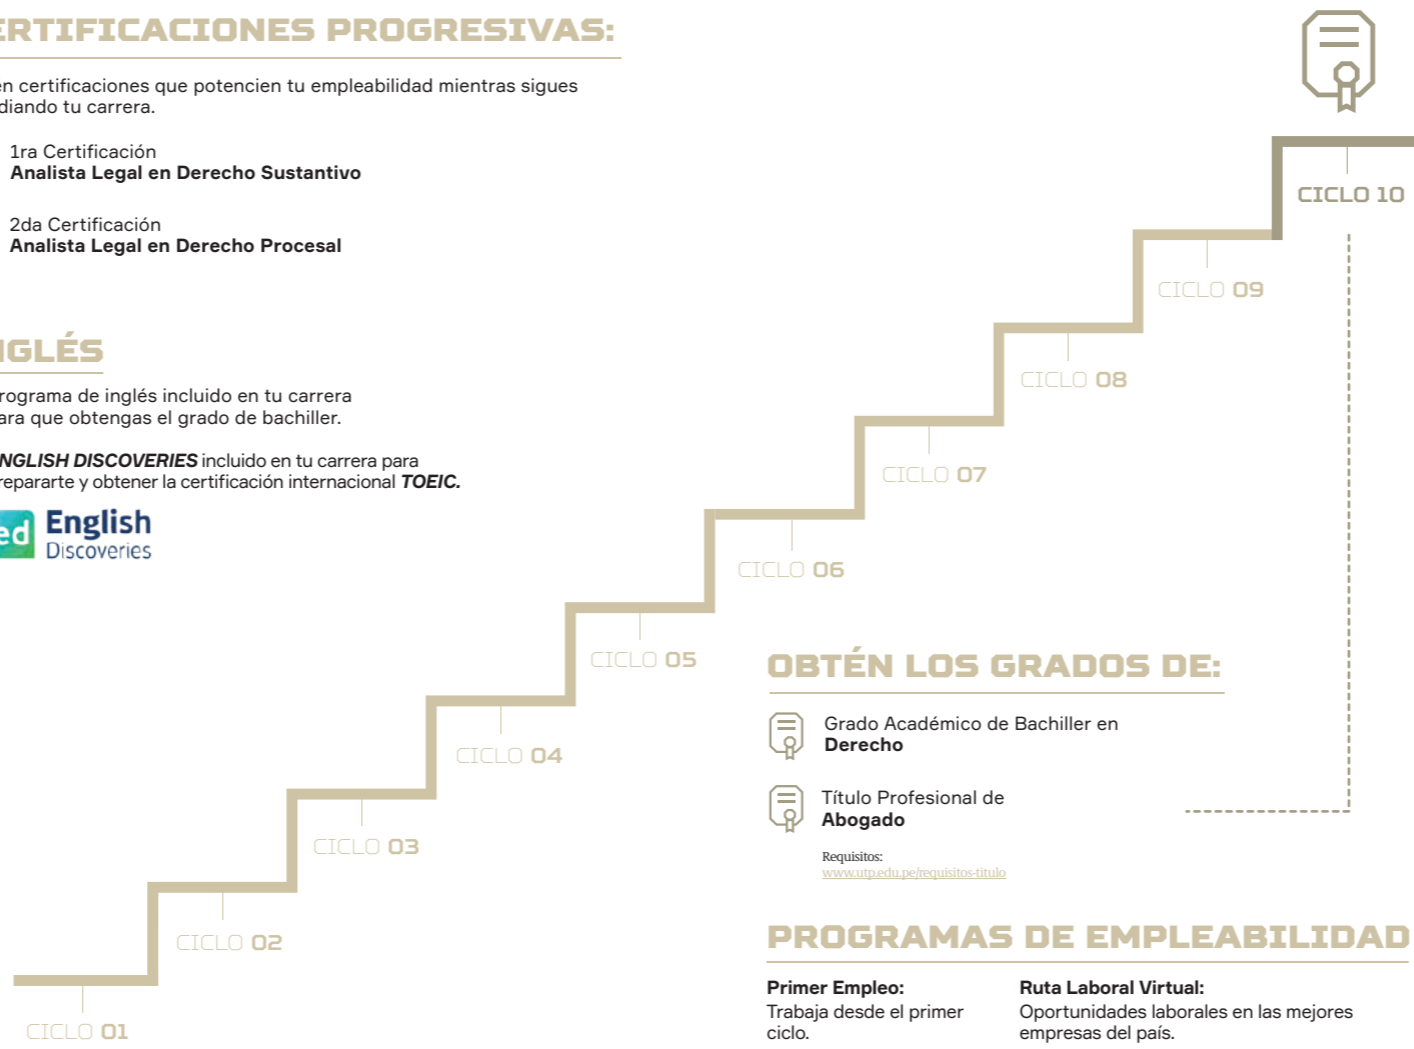 ERTIFICACIONES PROGRESIVAS:
én certificaciones que potencien tu empleabilidad mientras sigues
diando tu carrera.
1ra Certificación
Analista Legal en Derecho Sustantivo
2da Certificación
Analista Legal en Derecho Procesal
NGLÉS
rograma de inglés incluido en tu carrera
ara que obtengas el grado de bachiller.
NGLISH DISCOVERIES incluido en tu carrera para
repararte y obtener la certificación internacional TOEIC.
ed English
Discoveries
CICLO 10
CICLO 09
CICLO 08
CICLO 07
CICLO 06
CICLO 05
CICLO 04
CICLO 03
CICLO 02
CICLO 01
OBTÉN LOS GRADOS DE:
Grado Académico de Bachiller en
Derecho
Título Profesional de
Abogado
Requisitos:
www.utp.edu.pe/requisitos-titulo
PROGRAMAS DE EMPLEABILIDAD
Primer Empleo:
Trabaja desde el primer
ciclo.
Ruta Laboral Virtual:
Oportunidades laborales en las mejores
empresas del país.